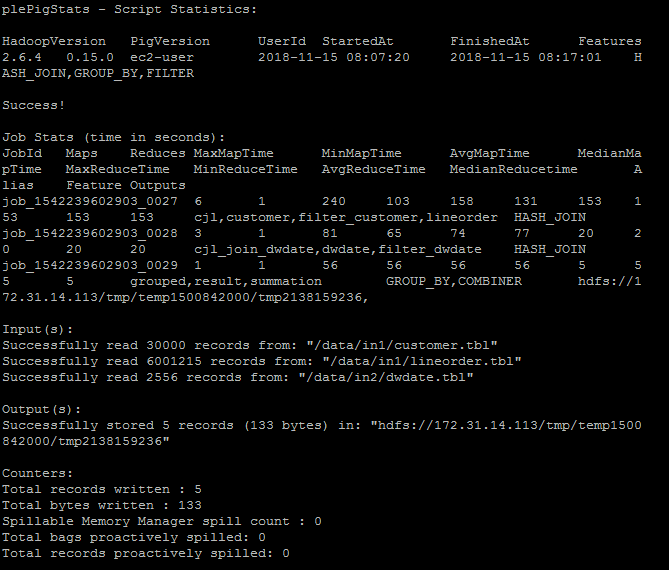 plePigStats - Script Statistics:
HadoopVersion PigVersion UserId StartedAt FinishedAt Features
2.6.4 0.15.0 ec2-user 2018-11-15 08:07:20 2018-11-15 08:17:01 H
ASH_JOIN,GROUP_BY,FILTER
Success!
Job Stats (time in seconds):
JobId Maps Reduces MaxMapTime MinMapTime AvgMapTime MedianMa
pTime MaxReduceTime MinReduceTime AvgReduceTime MedianReducetime A
lias Feature Outputs
job_1542239602903_0027 6 1 240 103 158 131 153 1
53 153 153 cjl,customer,filter_customer,lineorder HASH_JOIN
job_1542239602903_0028 3 1 81 65 74 77 20 2
0 20 20 cjl_join_dwdate,dwdate,filter_dwdate HASH_JOIN
job_1542239602903_0029 1 1 56 56 56 56 5 5
5 5 grouped,result,summation GROUP_BY,COMBINER hdfs://1
72.31.14.113/tmp/temp1500842000/tmp2138159236,
Input(s):
Successfully read 30000 records from: "/data/in1/customer.tbl"
Successfully read 6001215 records from: "/data/in1/lineorder.tbl"
Successfully read 2556 records from: "/data/in2/dwdate.tbl"
Output(s):
Successfully stored 5 records (133 bytes) in: "hdfs://172.31.14.113/tmp/temp1500
842000/tmp2138159236"
Counters:
Total records written : 5
Total bytes written : 133
Spillable Memory Manager spill count : 0
Total bags proactively spilled: 0
Total records proactively spilled: 0